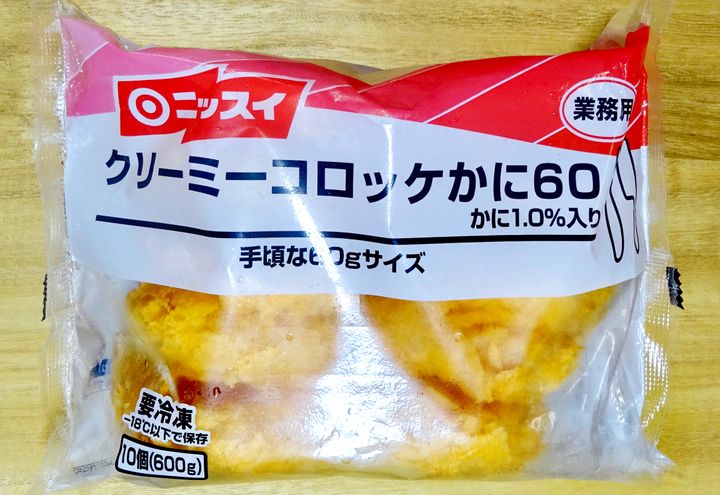 ニッスイ
業務用
クリーミーコロッケかに60
かに1.0%入り
手頃な60gサイズ
要冷凍
-18℃以下で保存
10個(600g)